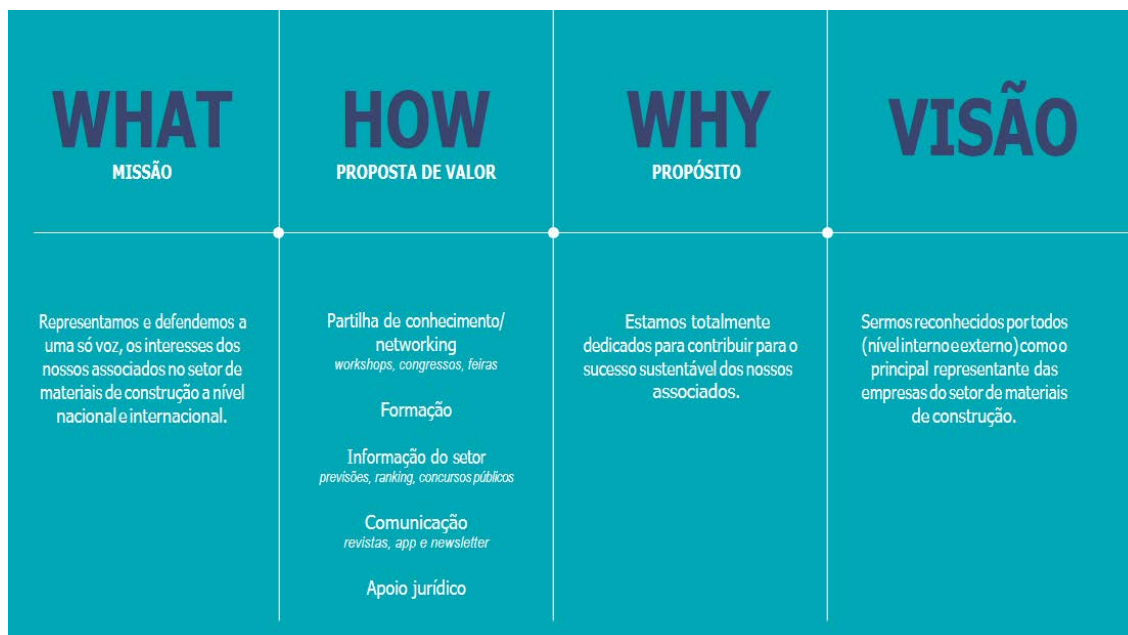 WHAT
MISSÃO
HOW
PROPOSTA DE VALOR
WHY
PROPÓSITO
VISÃO
Representamos e defendemos a
uma só voz, os interesses dos
nossos associados no setor de
materiais de construção a nível
nacional e internacional.
Partilha de conhecimento/
networking
workshops, congressos, feiras
Formação
Informação do setor
previsões, ranking, concursos públicos
Comunicação
revistas, app e newsletter
Apoio jurídico
Estamos totalmente
dedicados para contribuir para o
sucesso sustentável dos nossos
associados.
Sermos reconhecidos por todos
(nível interno e externo) como o
principal representante das
empresas do setor de materiais
de construção.